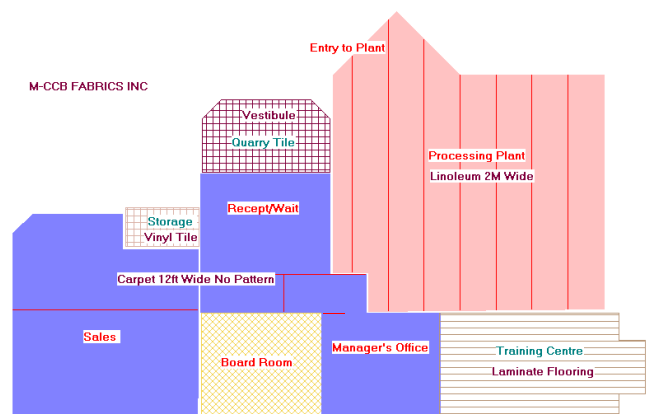 Entry to Plant
M-CCB FABRICS INC
Vestibule
Quarry Tile
Processing Plant
Linoleum 2M Wide
Recept/Wait
Storage
Vinyl Tile
Carpet 12ft Wide No Pattern
Sales
Board Room
Manager's Office
Training Centre
Laminate Flooring